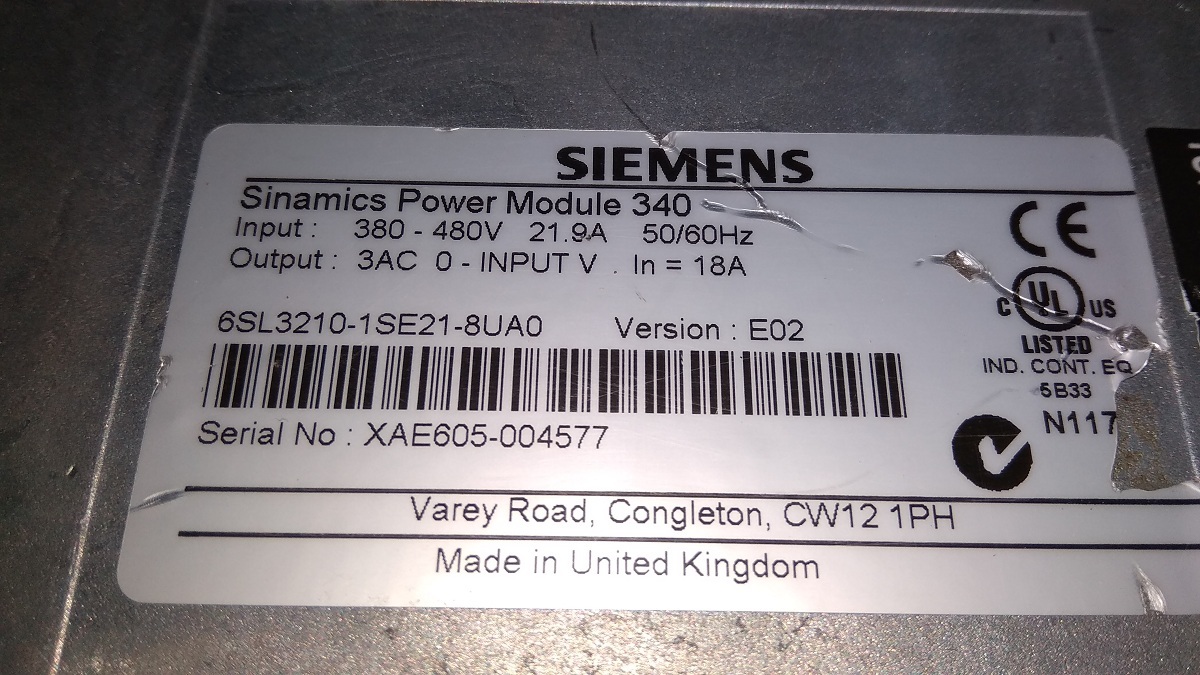 SIEMENS
Sinamics Power Module 340
Input : 380 - 480V 21.9A 50/60Hz
Output : 3AC 0 - INPUT V . In = 18A
6SL3210-1SE21-8UA0 Version : E02
Serial No : XAE605-004577
CE
C UL US
LISTED
IND. CONT. EQ
5B33
N117
Varey Road, Congleton, CW12 1PH
Made in United Kingdom